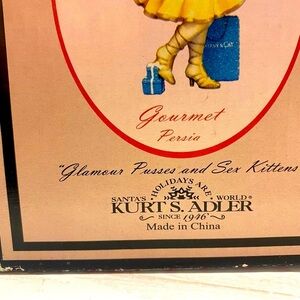 Gourmet
Persia
"Glamour Pusses and Sex Kittens
HOLIDAYS ARE
SANTA'S WORLD®
KURT S. ADLER
SINCE 1946
Made in China